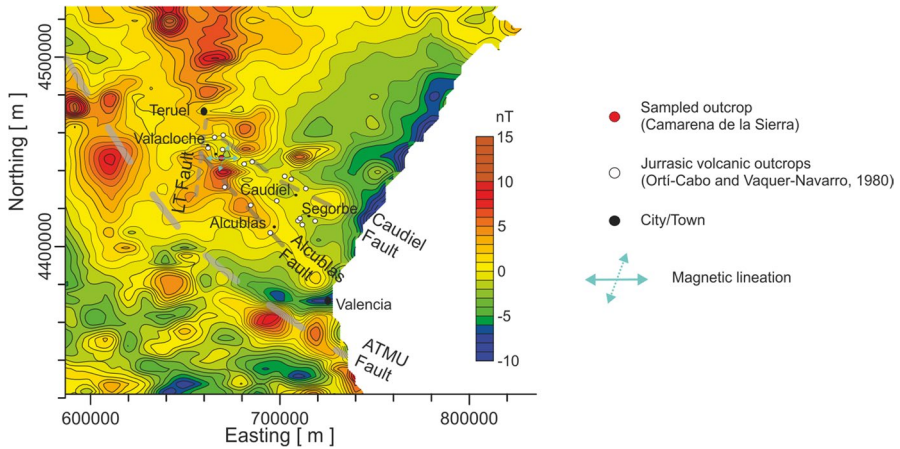 4500000
4400000
Northing [ m ]
Teruel
Valacloche
LT Fault
Caudiel
Segorbe
Alcublas
Alcublas
Fault
Caudiel
Fault
Valencia
ATMU
Fault
600000
700000
800000
Easting [ m ]
nT
15
10
5
0
-5
-10
Sampled outcrop
(Camarena de la Sierra)
Jurrasic volcanic outcrops
(Ortí-Cabo and Vaquer-Navarro, 1980)
City/Town
Magnetic lineation